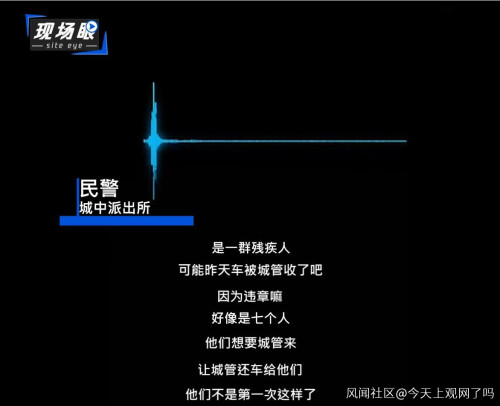 现场眼
site eye
民警
城中派出所
是一群残疾人
可能昨天车被城管收了吧
因为违章嘛
好像是七个人
他们想要城管来
让城管还车给他们
他们不是第一次这样了
风闻社区@今天上观网了吗